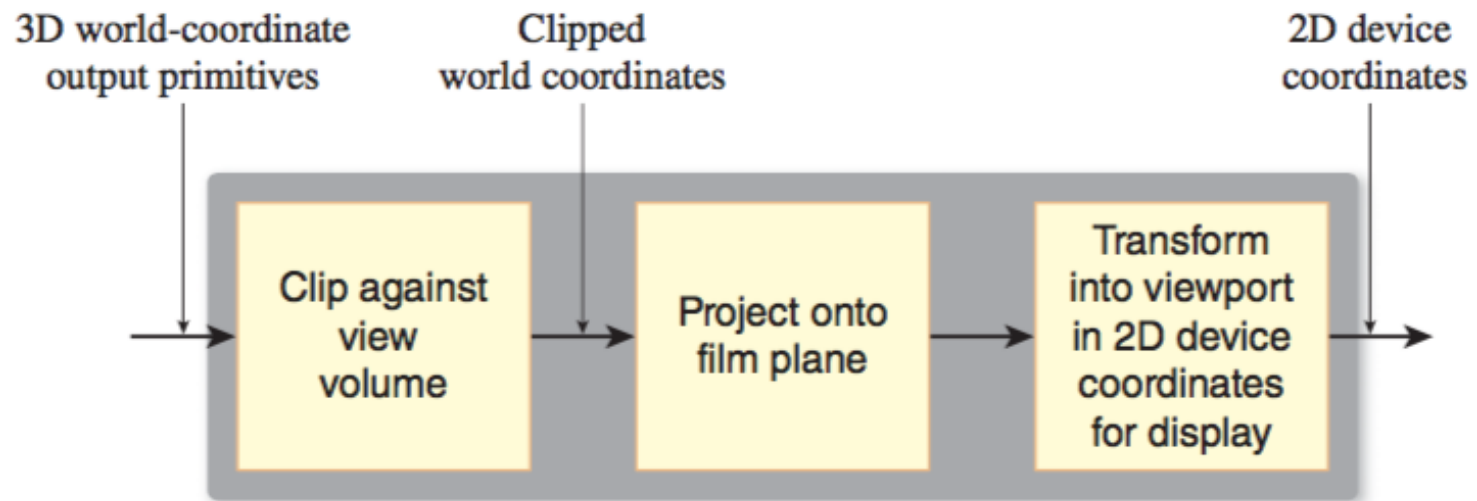 3D world-coordinate
output primitives
Clipped
world coordinates
2D device
coordinates
Clip against
view
volume
Project onto
film plane
Transform
into viewport
in 2D device
coordinates
for display